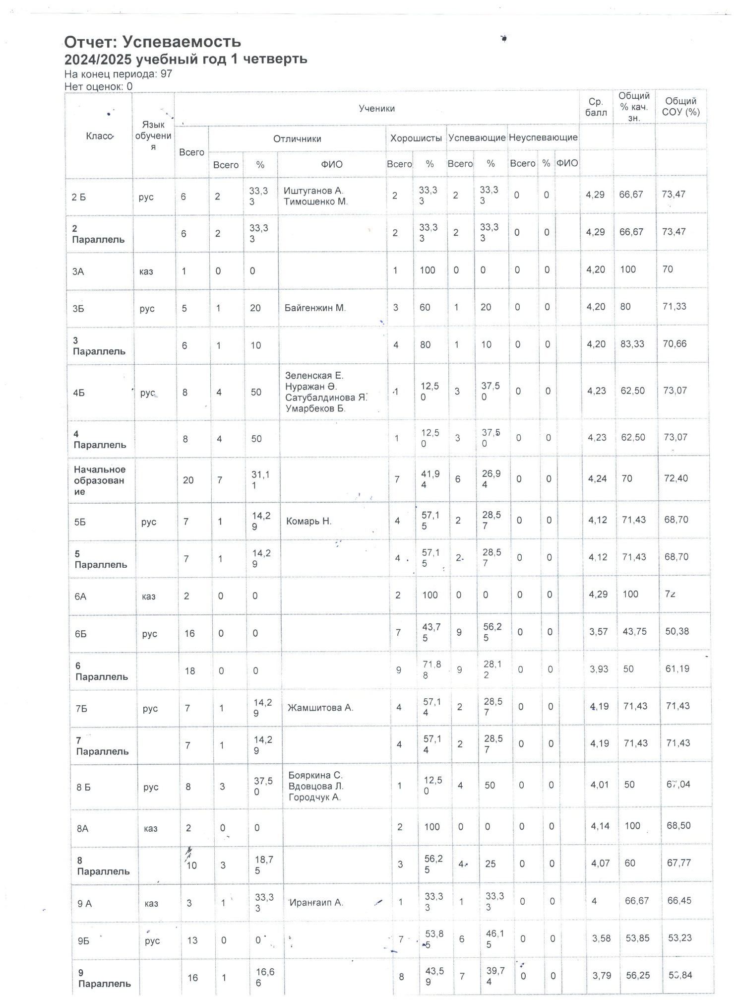 Отчет: Успеваемость
2024/2025 учебный год 1 четверть
На конец периода: 97
Нет оценок: 0
Класс Язык обучения Ученики Ср. балл Общий % кач. зн. Общий СОУ (%)
Всего Отличники Хорошисты Успевающие Неуспевающие
Всего % ФИО Всего % Всего % Всего % ФИО
2 Б рус 6 2 33,33 Иштуганов А. Тимошенко М. 2 33,33 2 33,33 0 0 4,29 66,67 73,47
2 Параллель 6 2 33,33 2 33,33 2 33,33 0 0 4,29 66,67 73,47
3А каз 1 0 0 1 100 0 0 0 0 4,20 100 70
3Б рус 5 1 20 Байгенжин М. 3 60 1 20 0 0 4,20 80 71,33
3 Параллель 6 1 10 4 80 1 10 0 0 4,20 83,33 70,66
4Б рус 8 4 50 Зеленская Е. Нуражан Ә. Сатубалдинова Я. Умарбеков Б. 1 12,50 3 37,50 0 0 4,23 62,50 73,07
4 Параллель 8 4 50 1 12,50 3 37,50 0 0 4,23 62,50 73,07
Начальное образование 20 7 31,11 7 41,94 6 26,94 0 0 4,24 70 72,40
5Б рус 7 1 14,29 Комарь Н. 4 57,15 2 28,57 0 0 4,12 71,43 68,70
5 Параллель 7 1 14,29 4 57,15 2 28,57 0 0 4,12 71,43 68,70
6А каз 2 0 0 2 100 0 0 0 0 4,29 100 72
6Б рус 16 0 0 7 43,75 9 56,25 0 0 3,57 43,75 50,38
6 Параллель 18 0 0 9 71,88 9 28,12 0 0 3,93 50 61,19
7Б рус 7 1 14,29 Жамшитова А. 4 57,14 2 28,57 0 0 4,19 71,43 71,43
7 Параллель 7 1 14,29 4 57,14 2 28,57 0 0 4,19 71,43 71,43
8 Б рус 8 3 37,50 Бояркина С. Вдовцова Л. Городчук А. 1 12,50 4 50 0 0 4,01 50 67,04
8А каз 2 0 0 2 100 0 0 0 0 4,14 100 68,50
8 Параллель 10 3 18,75 3 56,25 4 25 0 0 4,07 60 67,77
9 А каз 3 1 33,33 Иранғаип А. 1 33,33 1 33,33 0 0 4 66,67 66,45
9Б рус 13 0 0 7 53,85 6 46,15 0 0 3,58 53,85 53,23
9 Параллель 16 1 16,66 8 43,59 7 39,74 0 0 3,79 56,25